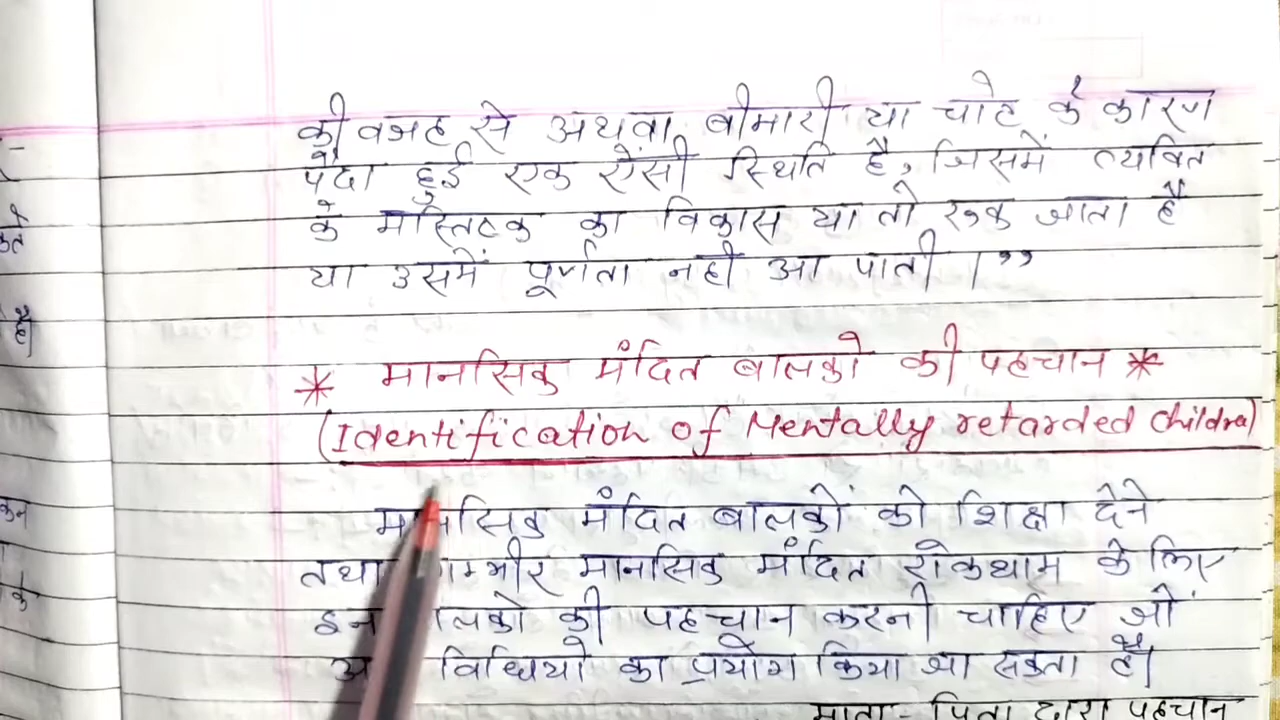 की वजह से अथवा बीमारी या चोट के कारण
पैदा हुई एक ऐसी स्थिति है, जिसमें व्यक्ति
के मस्तिष्क का विकास या तो रुक जाता है
या उसमें पूर्णता नही आ पाती ।”
* मानसिक मंदित बालको की पहचान *
(Identification of Mentally retarded children)
मानसिक मंदित बालकों को शिक्षा देने
तथा मानसिक मंदित रोकथाम के लिए
इन की पहचान करनी चाहिए
विधियो का प्रयोग किया जा सकता है।
माता - पिता द्वारा पहचान